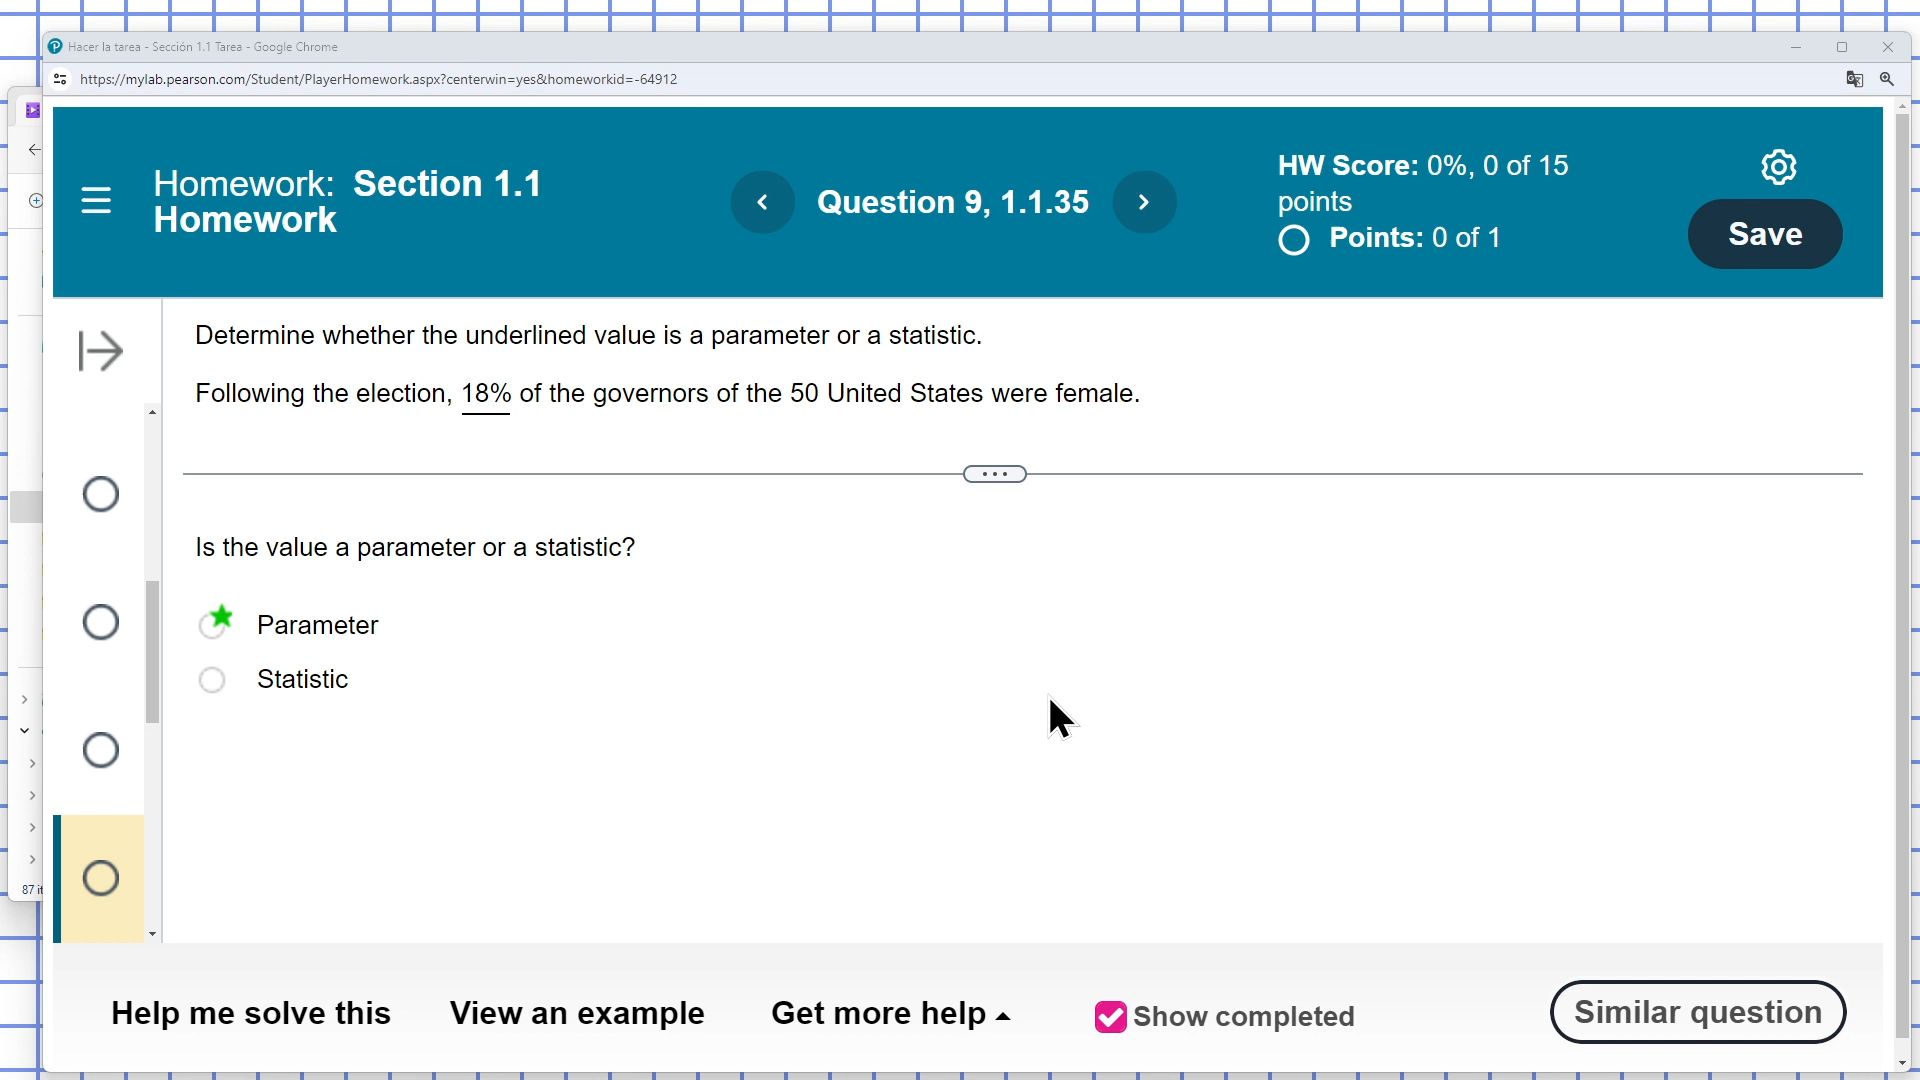 Hacer la tarea - Sección 1.1 Tarea - Google Chrome
https://mylab.pearson.com/Student/PlayerHomework.aspx?centerwin=yes&homeworkid=-64912
Homework: Section 1.1
Homework
Question 9, 1.1.35
HW Score: 0%, 0 of 15
points
Points: 0 of 1
Save
Determine whether the underlined value is a parameter or a statistic.
Following the election, 18% of the governors of the 50 United States were female.
Is the value a parameter or a statistic?
Parameter
Statistic
87 it
Help me solve this
View an example
Get more help
Show completed
Similar question